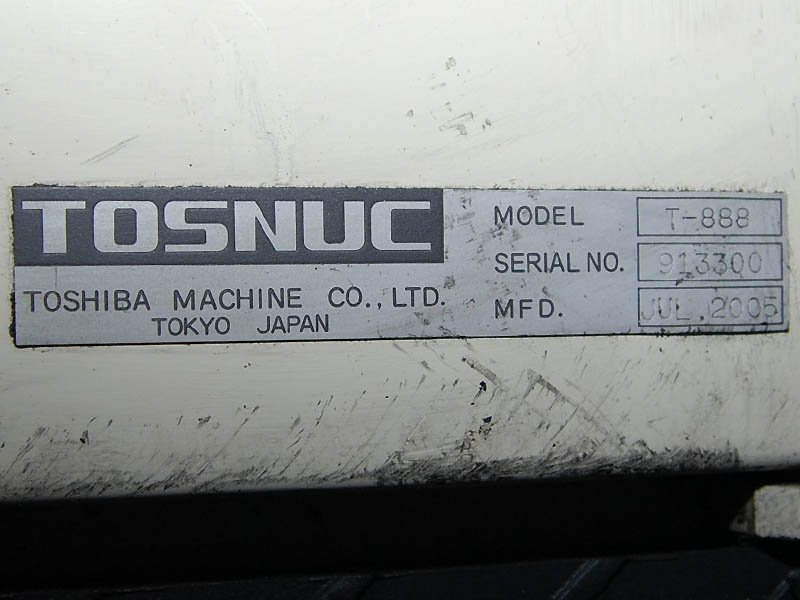 TOSNUC
TOSHIBA MACHINE CO., LTD.
TOKYO JAPAN
MODEL T-888
SERIAL NO. 913300
MFD. JUL. 2005